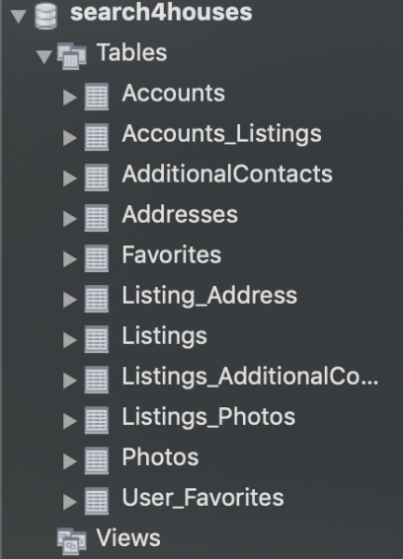 search4houses
Tables
Accounts
Accounts_Listings
AdditionalContacts
Addresses
Favorites
Listing_Address
Listings
Listings_AdditionalCo...
Listings_Photos
Photos
User_Favorites
Views